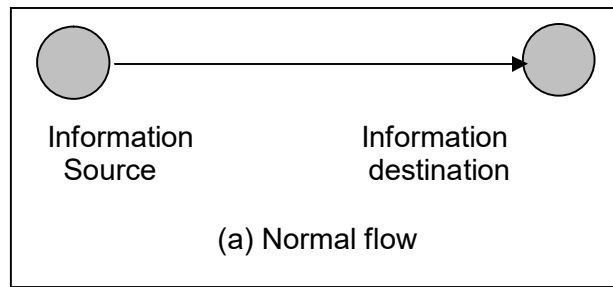 Information
Source
Information
destination
(a) Normal flow